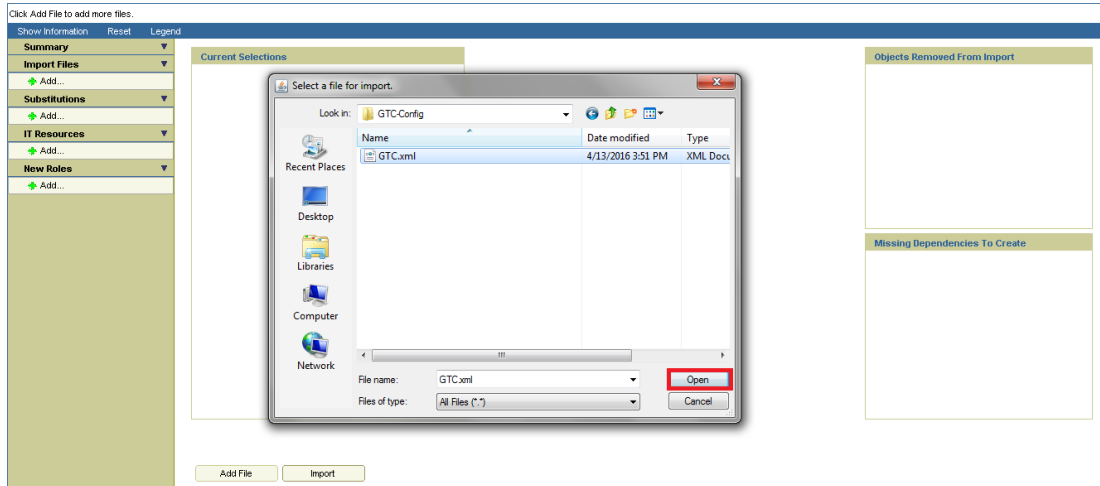 Click Add File to add more files.
Show Information Reset Legend
Summary
Import Files
Add...
Substitutions
Add...
IT Resources
Add...
New Roles
Add...
Current Selections
Objects Removed From Import
Missing Dependencies To Create
Select a file for import.
Look in: GTC-Config
Name Date modified Type
GTC.xml 4/13/2016 3:51 PM XML Docu
Recent Places
Desktop
Libraries
Computer
Network
File name: GTC.xml Open
Files of type: All Files (*.*) Cancel
Add File Import